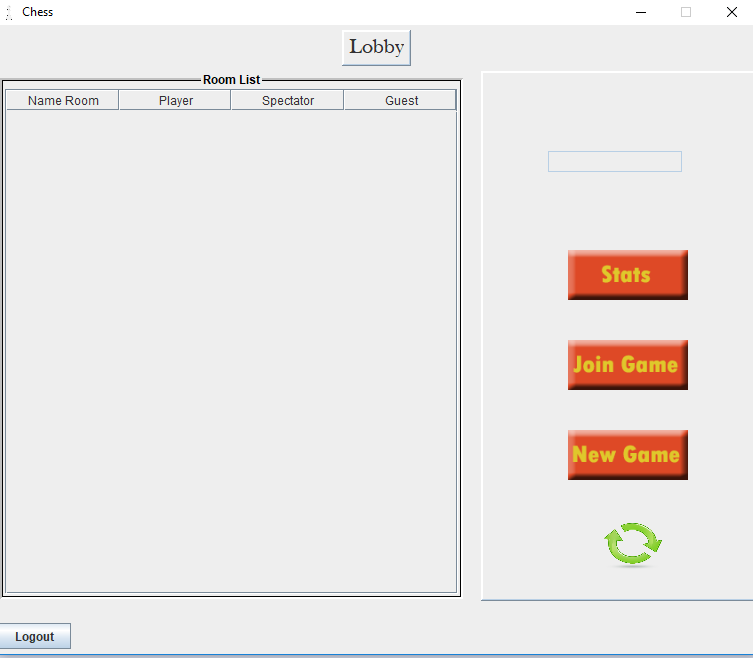 Chess
Lobby
Room List
Name Room Player Spectator Guest
Stats
Join Game
New Game
Logout